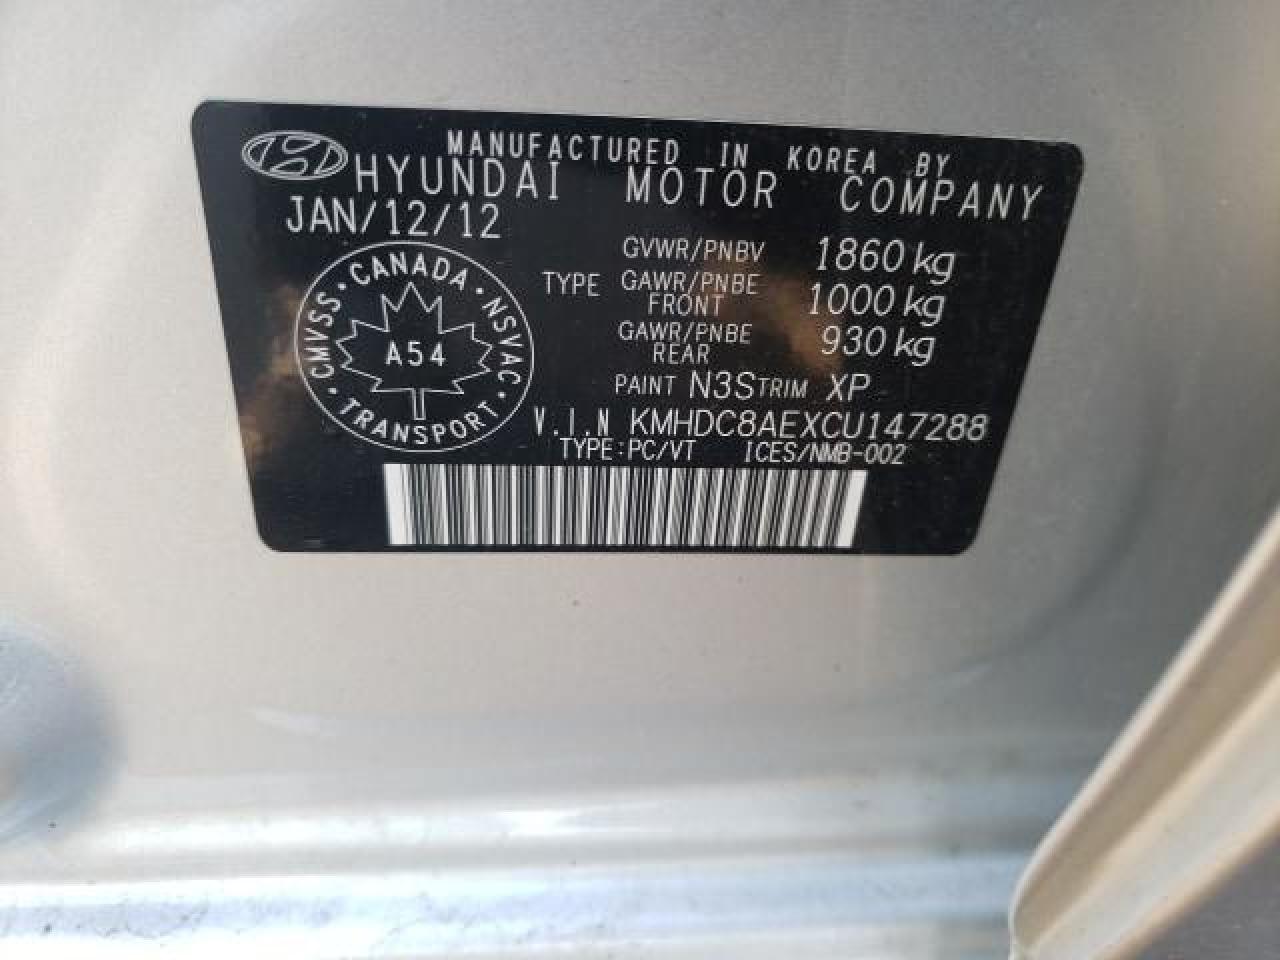 MANUFACTURED IN KOREA BY
HYUNDAI MOTOR COMPANY
JAN/12/12
GVWR/PNBV 1860 kg
TYPE GAWR/PNBE FRONT 1000 kg
GAWR/PNBE REAR 930 kg
CANADA · NSVAC · TRANSPORT · CMVSS ·
A54
PAINT N3S TRIM XP
V.I.N KMHDC8AEXCU147288
TYPE:PC/VT ICES/NMB-002